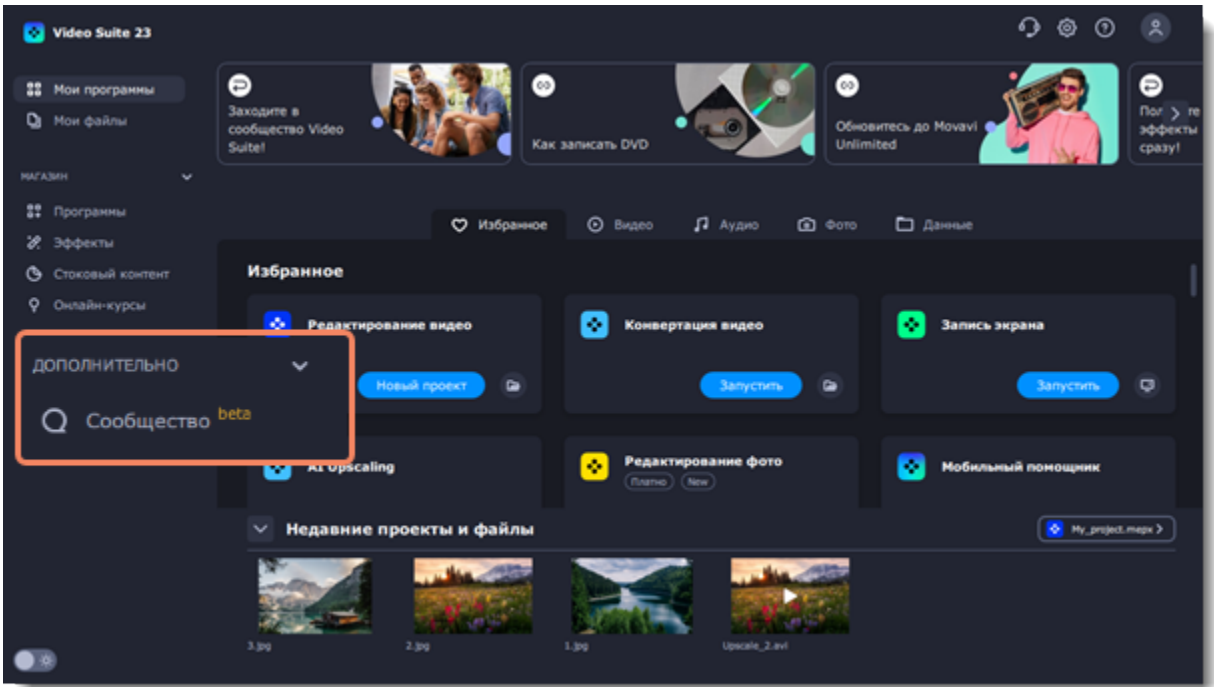 Video Suite 23
Мои программы
Мои файлы
МАГАЗИН
Программы
Эффекты
Стоковый контент
Онлайн-курсы
ДОПОЛНИТЕЛЬНО
Сообщество beta
Заходите в
сообщество Video
Suite!
Как записать DVD
Обновитесь до Movavi
Unlimited
эффекты
сразу!
Избранное
Видео
Аудио
Фото
Данные
Избранное
Редактирование видео
Новый проект
Конвертация видео
Запустить
Запись экрана
Запустить
AI Upscaling
Редактирование фото
Платно
New
Мобильный помощник
Недавние проекты и файлы
My_project.mepx
3.jpg
2.jpg
1.jpg
Upscale_2.avi